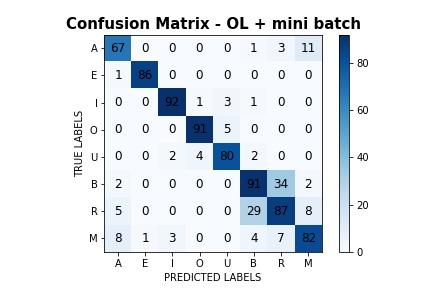 Confusion Matrix - OL + mini batch
A 67 0 0 0 0 1 3 11
E 1 86 0 0 0 0 0 0
I 0 0 92 1 3 1 0 0
O 0 0 0 91 5 0 0 0
U 0 0 2 4 80 2 0 0
B 2 0 0 0 0 91 34 2
R 5 0 0 0 0 29 87 8
M 8 1 3 0 0 4 7 82
A E I O U B R M
PREDICTED LABELS
TRUE LABELS
80
60
40
20
0